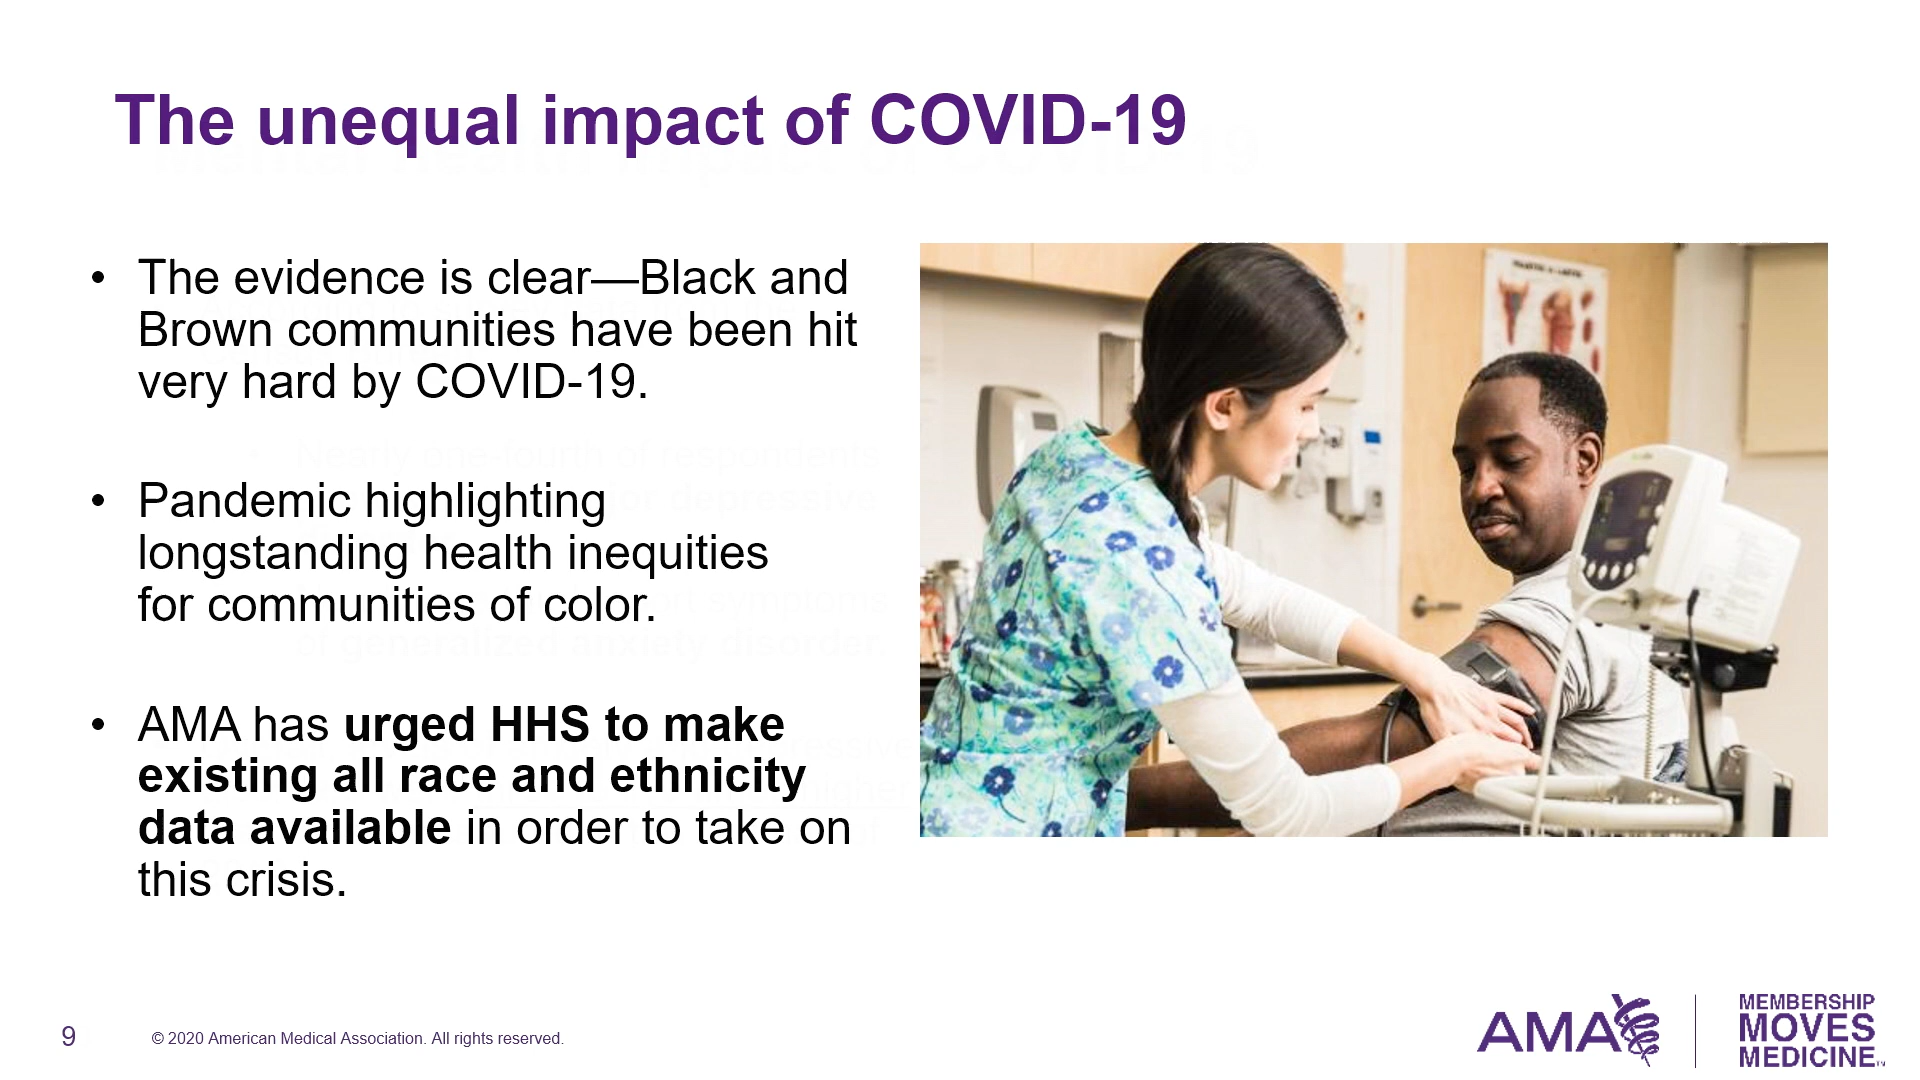 The unequal impact of COVID-19
• The evidence is clear—Black and
Brown communities have been hit
very hard by COVID-19.
• Pandemic highlighting
longstanding health inequities
for communities of color.
• AMA has urged HHS to make
existing all race and ethnicity
data available in order to take on
this crisis.
9
© 2020 American Medical Association. All rights reserved.
AMA
MEMBERSHIP
MOVES
MEDICINE™